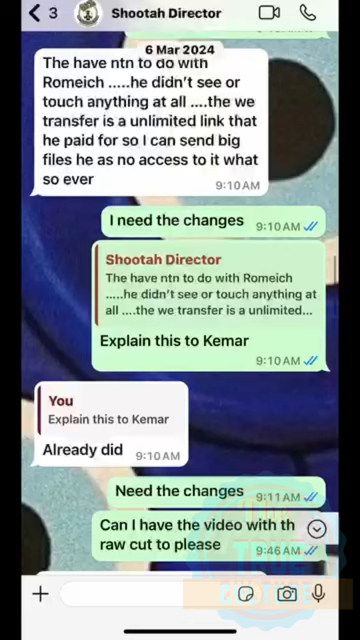 3
Shootah Director
6 Mar 2024
The have ntn to do with
Romeich .....he didn't see or
touch anything at all ....the we
transfer is a unlimited link that
he paid for so I can send big
files he as no access to it what
so ever
9:10 AM
I need the changes
9:10 AM
Shootah Director
The have ntn to do with Romeich
.....he didn't see or touch anything at
all ....the we transfer is a unlimited...
Explain this to Kemar
9:10 AM
You
Explain this to Kemar
Already did
9:10 AM
Need the changes
9:11 AM
Can I have the video with th
raw cut to please
9:46 AM